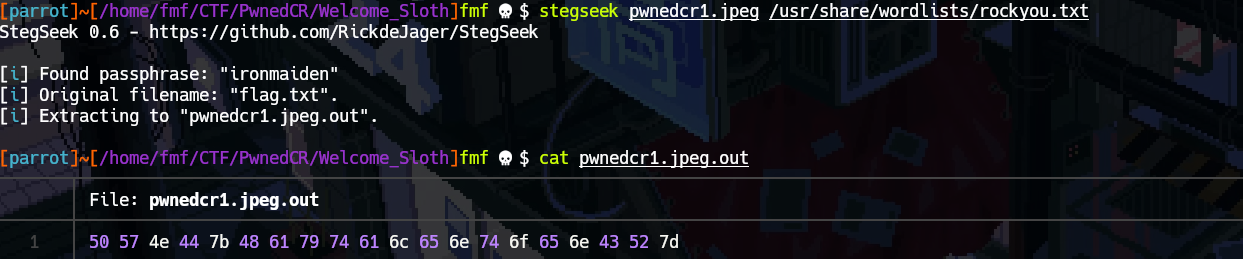 [parrot]~[/home/fmf/CTF/PwnedCR/Welcome_Sloth]fmf 💀 $ stegseek pwnedcr1.jpeg /usr/share/wordlists/rockyou.txt
StegSeek 0.6 - https://github.com/RickdeJager/StegSeek
[i] Found passphrase: "ironmaiden"
[i] Original filename: "flag.txt".
[i] Extracting to "pwnedcr1.jpeg.out".
[parrot]~[/home/fmf/CTF/PwnedCR/Welcome_Sloth]fmf 💀 $ cat pwnedcr1.jpeg.out
File: pwnedcr1.jpeg.out
1 50 57 4e 44 7b 48 61 79 74 61 6c 65 6e 74 6f 65 6e 43 52 7d